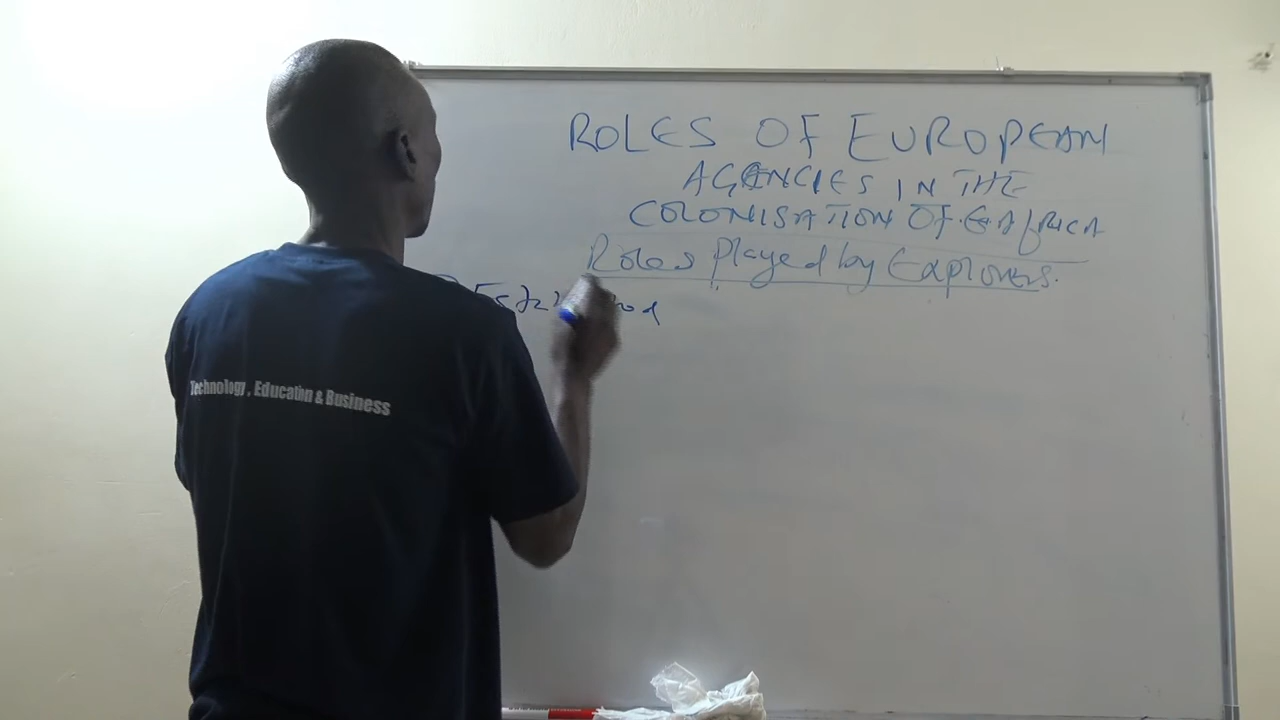 ROLES OF EUROPEAN
AGENCIES IN THE
COLONISATION OF E.AfRICA
Roles Played by Explorers.
Technology, Education & Business